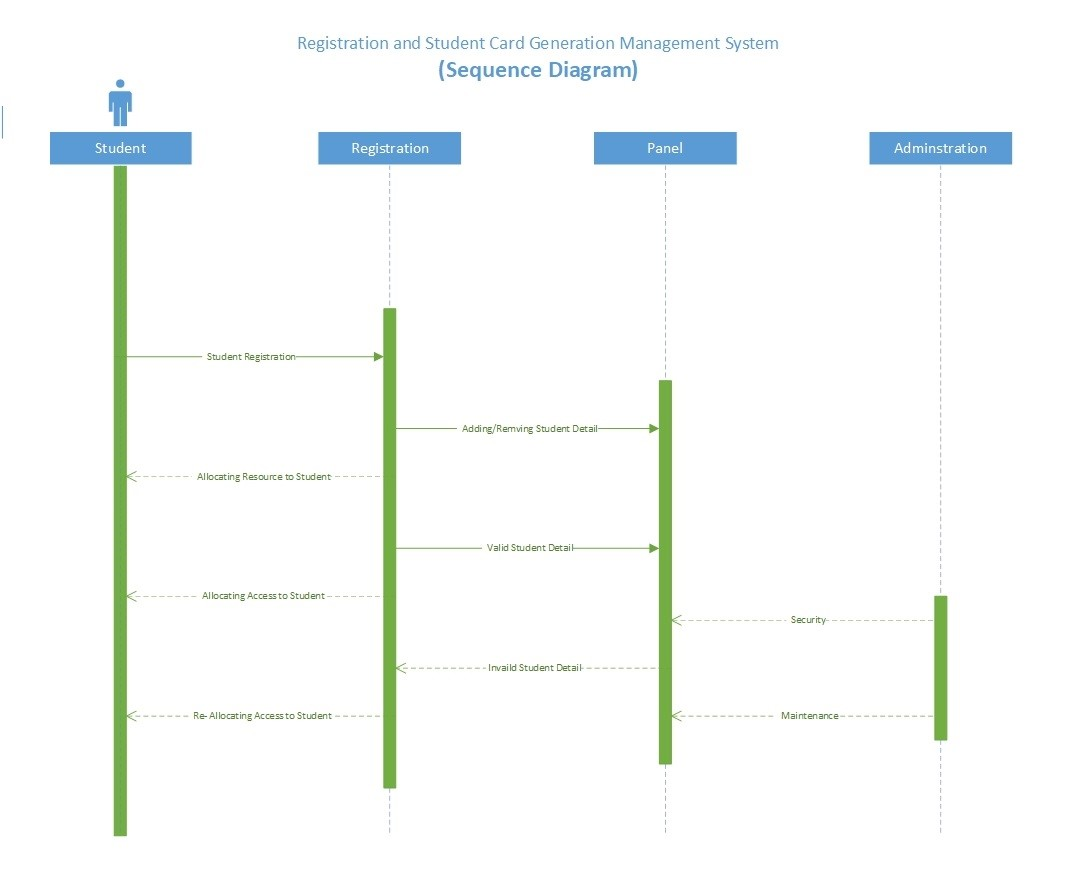 Registration and Student Card Generation Management System
(Sequence Diagram)
Student
Registration
Panel
Adminstration
Student Registration
Adding/Remving Student Detail
Allocating Resource to Student
Valid Student Detail
Allocating Access to Student
Security
Invaild Student Detail
Re- Allocating Access to Student
Maintenance